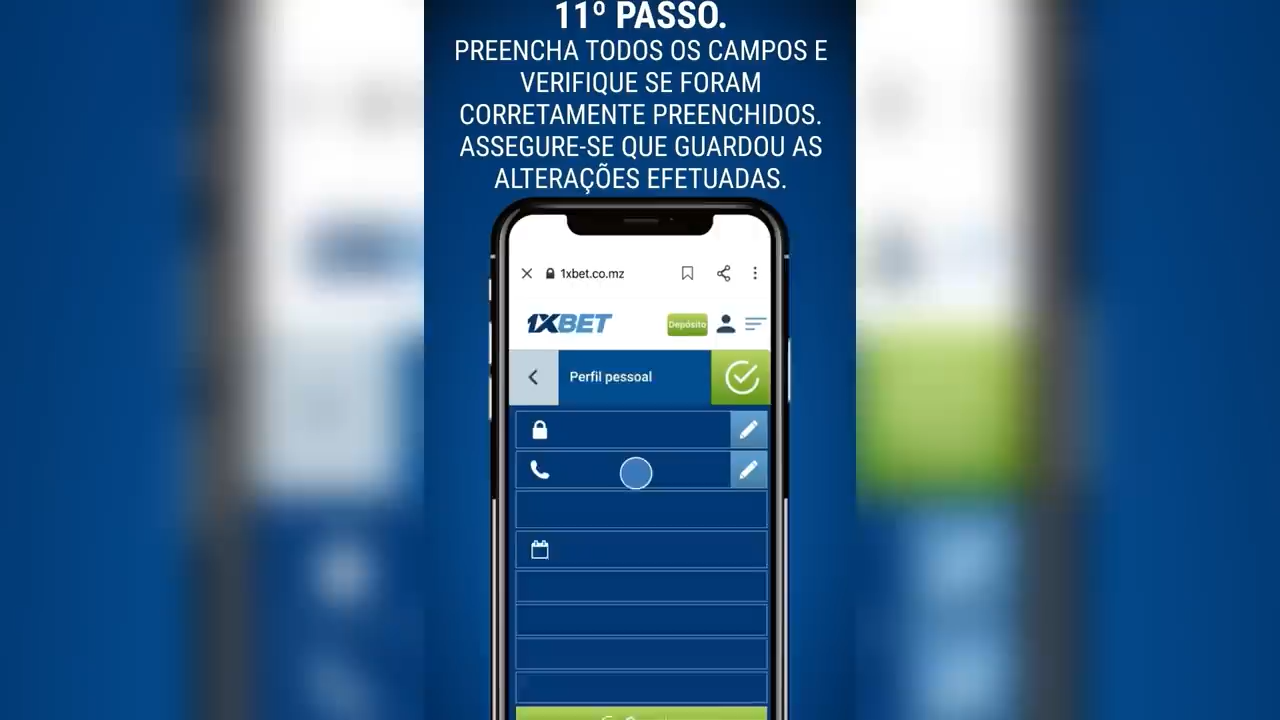 11º PASSO.
PREENCHA TODOS OS CAMPOS E
VERIFIQUE SE FORAM
CORRETAMENTE PREENCHIDOS.
ASSEGURE-SE QUE GUARDOU AS
ALTERAÇÕES EFETUADAS.
1xbet.co.mz
1XBET
Depósito
Perfil pessoal